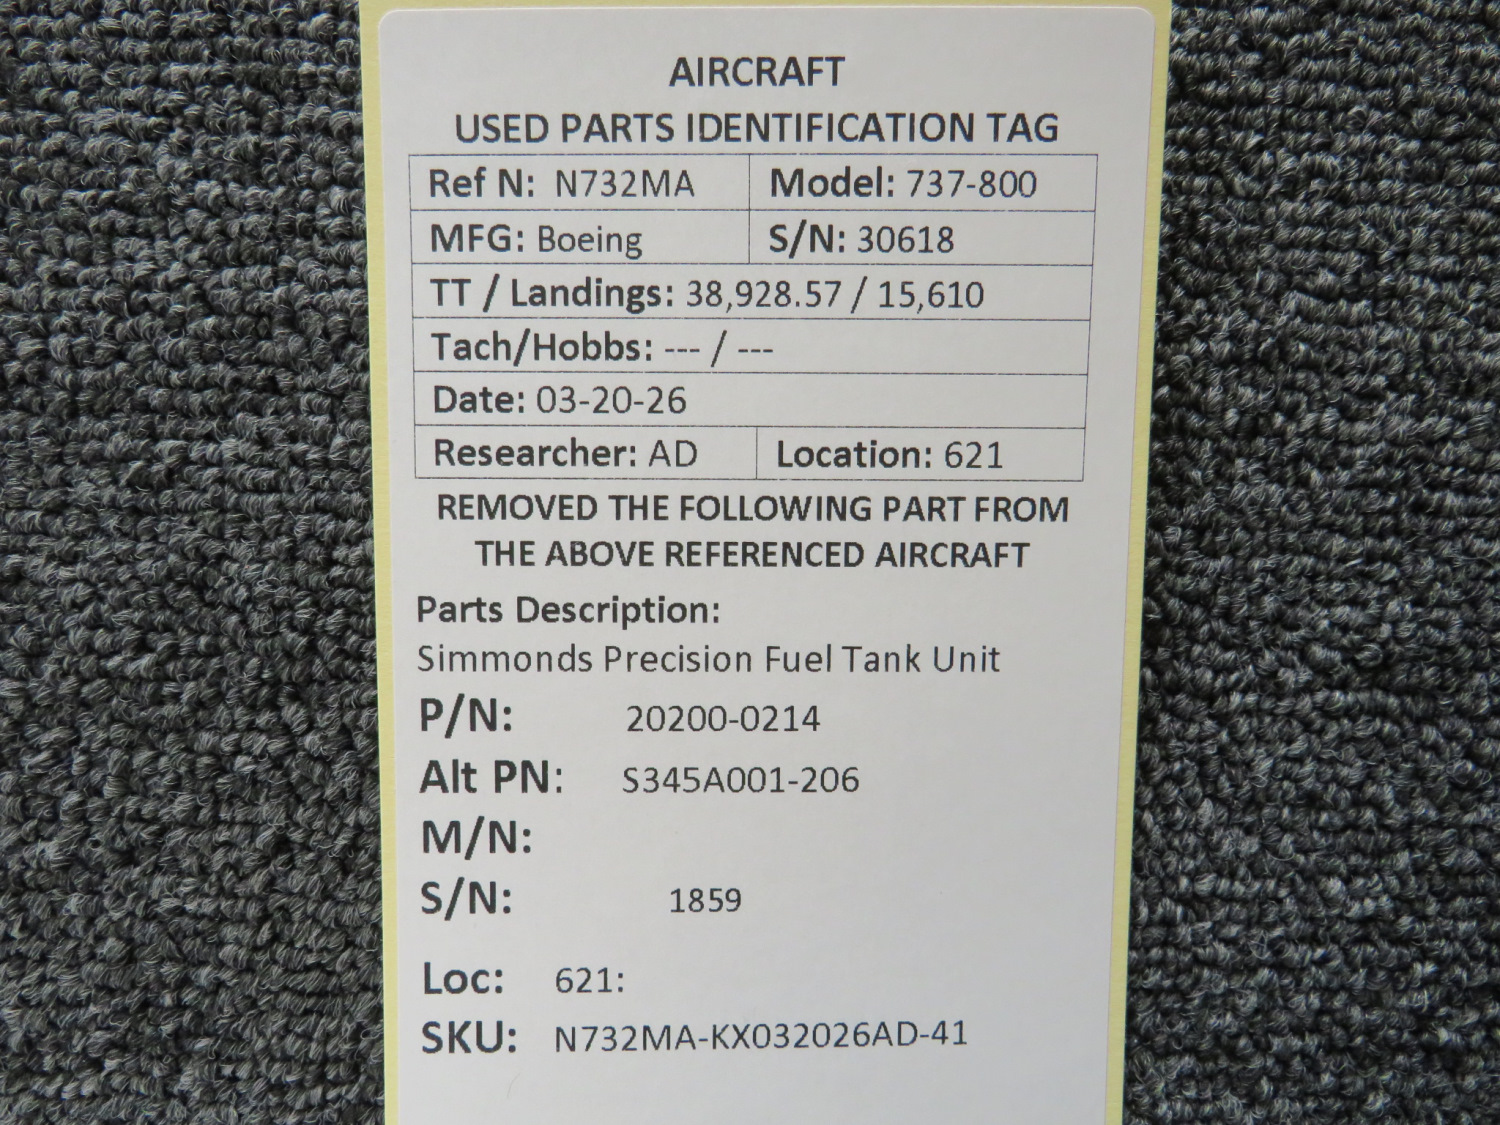 AIRCRAFT
USED PARTS IDENTIFICATION TAG
Ref N: N732MA Model: 737-800
MFG: Boeing S/N: 30618
TT / Landings: 38,928.57 / 15,610
Tach/Hobbs: --- / ---
Date: 03-20-26
Researcher: AD Location: 621
REMOVED THE FOLLOWING PART FROM
THE ABOVE REFERENCED AIRCRAFT
Parts Description:
Simmonds Precision Fuel Tank Unit
P/N: 20200-0214
Alt PN: S345A001-206
M/N:
S/N: 1859
Loc: 621:
SKU: N732MA-KX032026AD-41